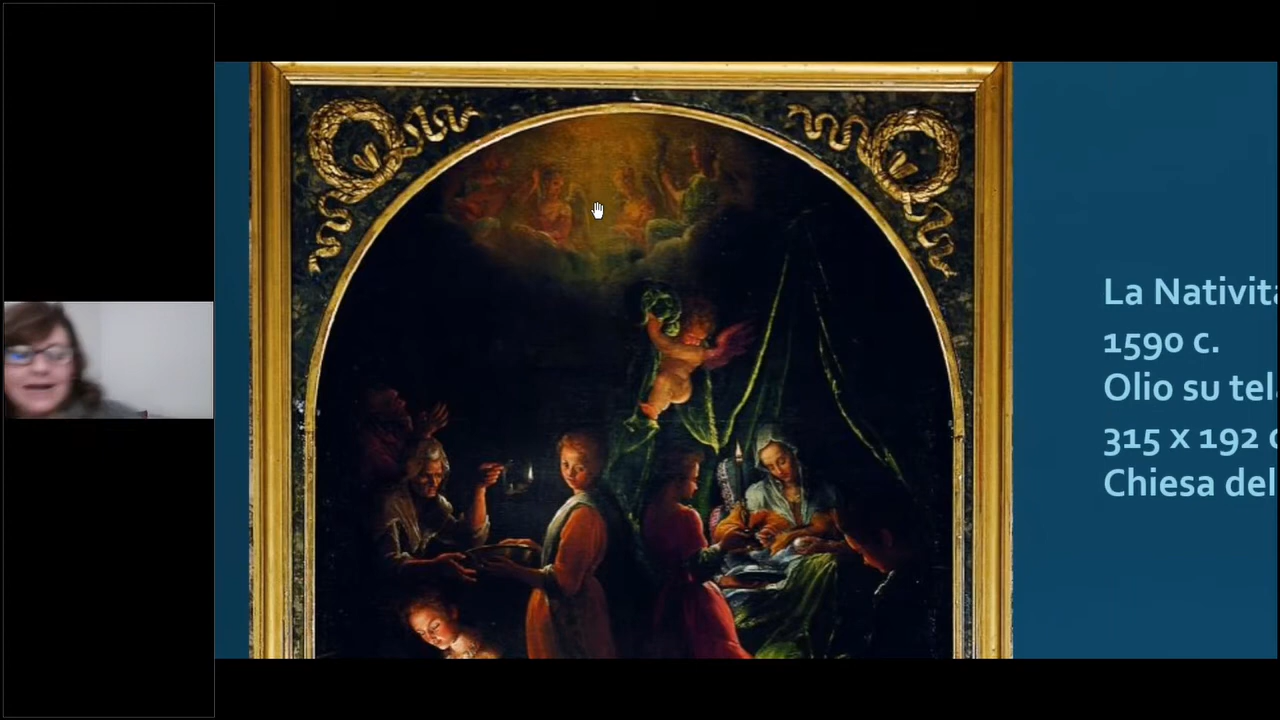 La Nativit
1590 c.
Olio su tel
315 x 192 c
Chiesa del